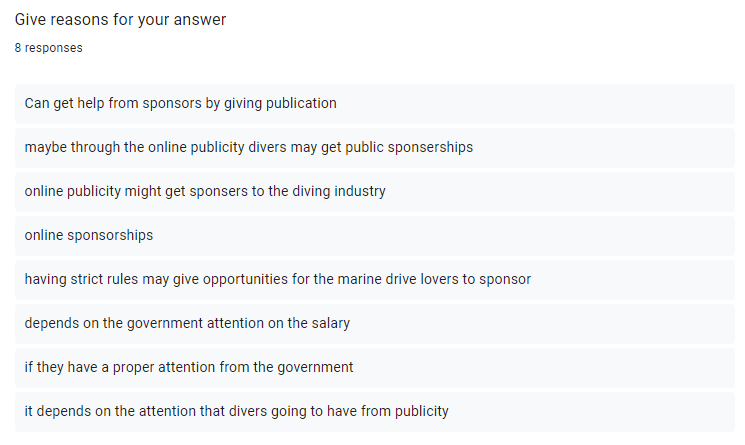 Give reasons for your answer
8 responses
Can get help from sponsors by giving publication
maybe through the online publicity divers may get public sponserships
online publicity might get sponsers to the diving industry
online sponsorships
having strict rules may give opportunities for the marine drive lovers to sponsor
depends on the government attention on the salary
if they have a proper attention from the government
it depends on the attention that divers going to have from publicity